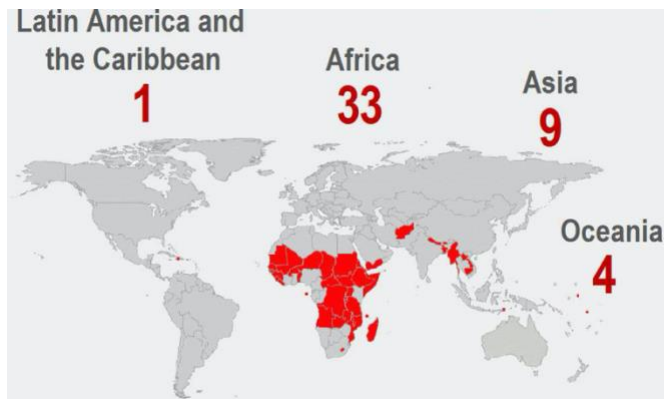 Latin America and
the Caribbean
1
Africa
33
Asia
9
Oceania
4